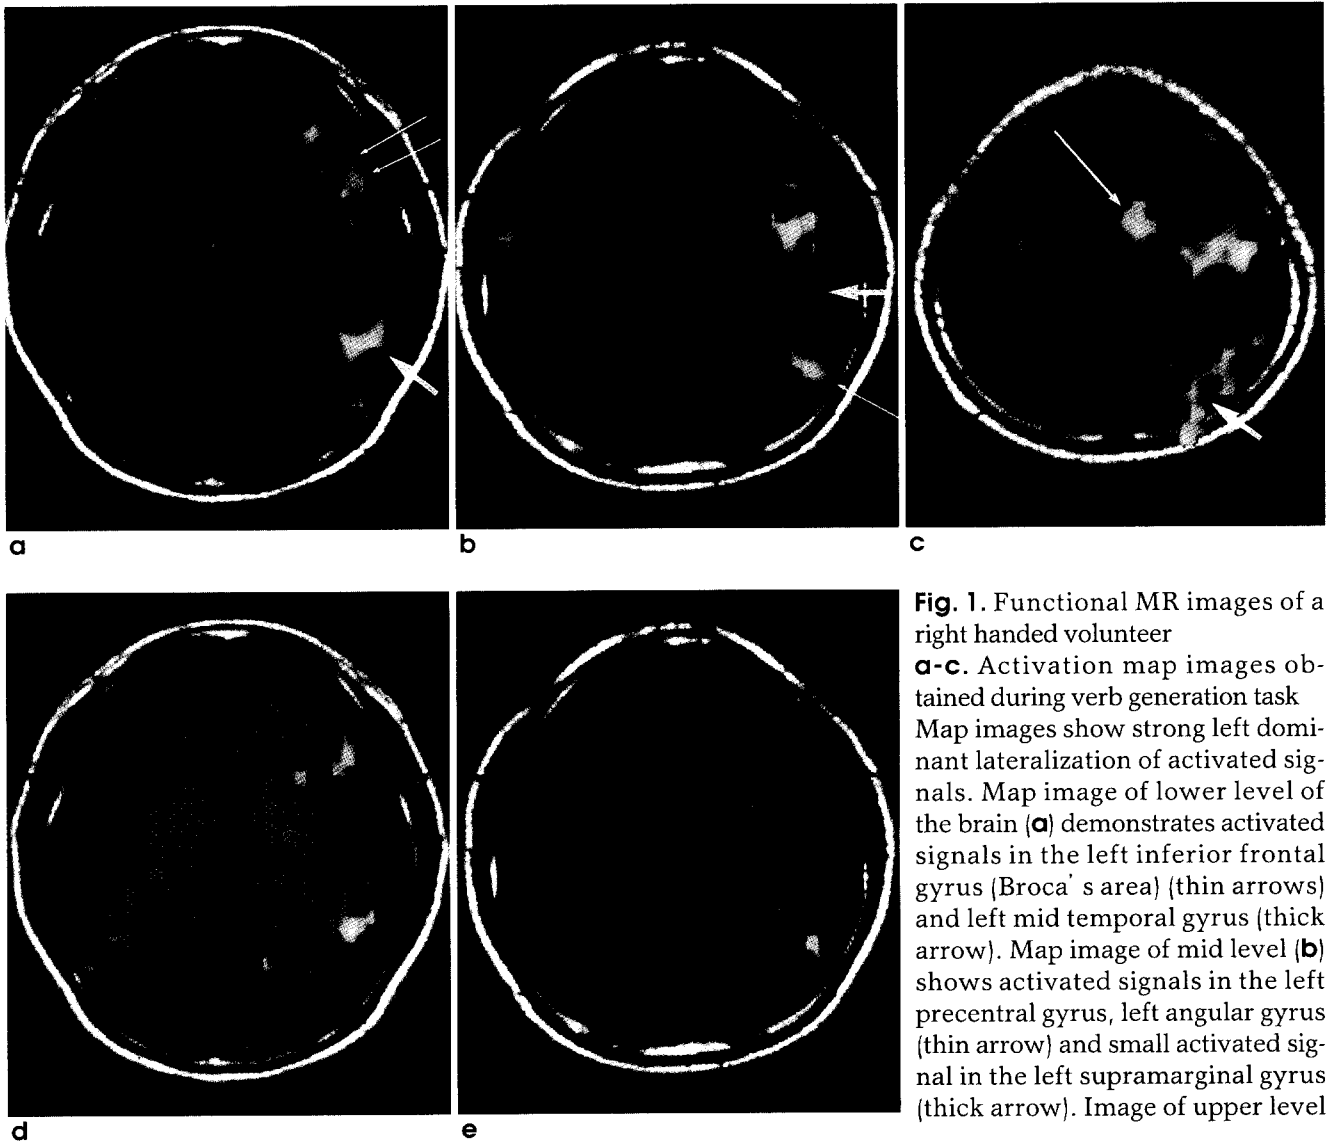 a
b
c
d
e
Fig. 1. Functional MR images of a
right handed volunteer
a-c. Activation map images ob-
tained during verb generation task
Map images show strong left domi-
nant lateralization of activated sig-
nals. Map image of lower level of
the brain (a) demonstrates activated
signals in the left inferior frontal
gyrus (Broca' s area) (thin arrows)
and left mid temporal gyrus (thick
arrow). Map image of mid level (b)
shows activated signals in the left
precentral gyrus, left angular gyrus
(thin arrow) and small activated sig-
nal in the left supramarginal gyrus
(thick arrow). Image of upper level